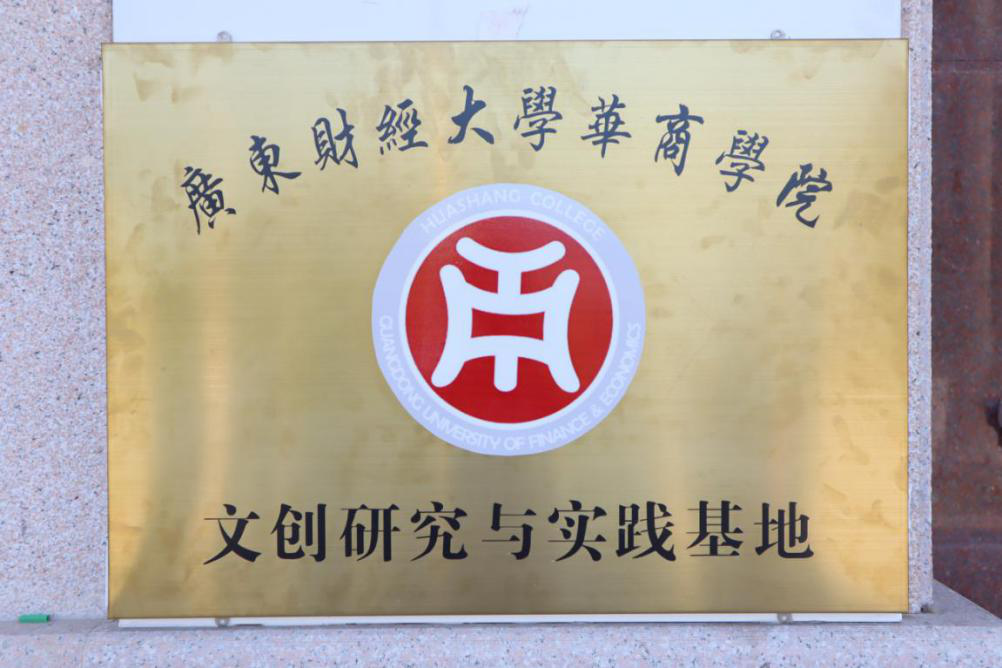 廣東財經大學華商學院
HUASHANG COLLEGE
GUANGDONG UNIVERSITY OF FINANCE & ECONOMICS
文创研究与实践基地